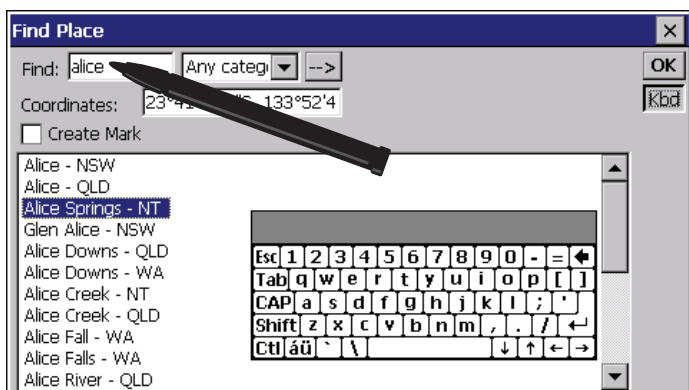 Find Place
Find: alice Any categ -->
OK
Coordinates: 133°52'4
Kbd
Create Mark
Alice - NSW
Alice - QLD
Alice Springs - NT
Glen Alice - NSW
Alice Downs - QLD
Alice Downs - WA
Alice Creek - NT
Alice Creek - QLD
Alice Fall - WA
Alice Falls - WA
Alice River - QLD
Esc 1 2 3 4 5 6 7 8 9 0 - =
Tab q w e r t y u i o p [ ]
CAP a s d f g h j k l ; '
Shift z x c v b n m , . /
Ctl áü ` \